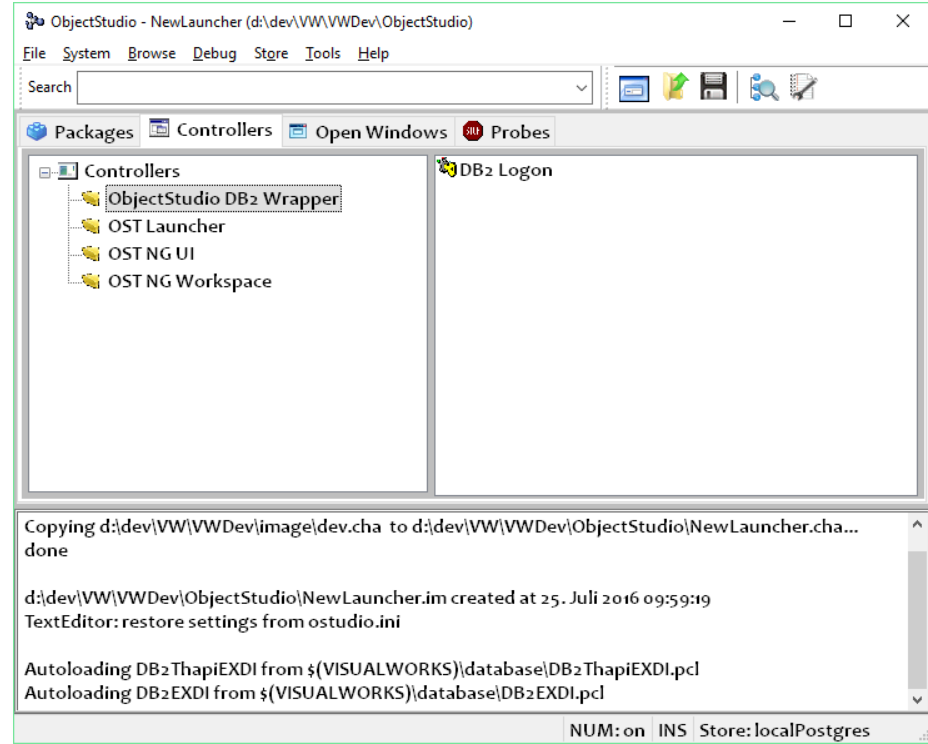 ObjectStudio - NewLauncher (d:\dev\VW\VWDev\ObjectStudio)
File System Browse Debug Store Tools Help
Search
Packages Controllers Open Windows Probes
Controllers
ObjectStudio DB2 Wrapper
OST Launcher
OST NG UI
OST NG Workspace
DB2 Logon
Copying d:\dev\VW\VWDev\image\dev.cha to d:\dev\VW\VWDev\ObjectStudio\NewLauncher.cha...
done
d:\dev\VW\VWDev\ObjectStudio\NewLauncher.im created at 25. Juli 2016 09:59:19
TextEditor: restore settings from ostudio.ini
Autoloading DB2ThapiEXDI from $(VISUALWORKS)\database\DB2ThapiEXDI.pcl
Autoloading DB2EXDI from $(VISUALWORKS)\database\DB2EXDI.pcl
NUM: on INS Store: localPostgres